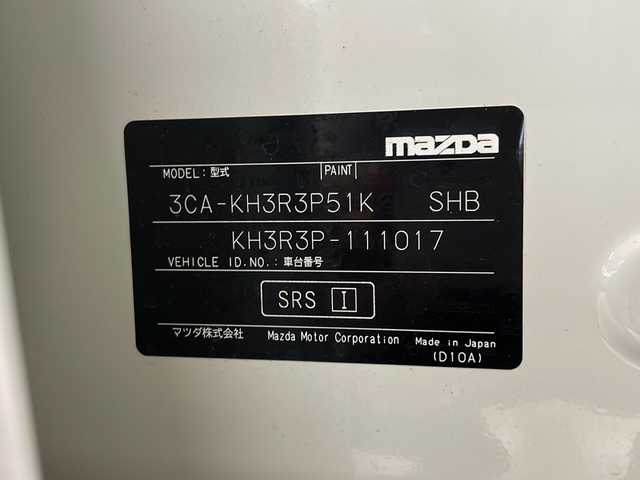 mazda
MODEL:型式 PAINT
3CA-KH3R3P51K SHB
KH3R3P-111017
VEHICLE ID.NO.:車台番号
SRS I
マツダ株式会社 Mazda Motor Corporation Made in Japan
(D10A)